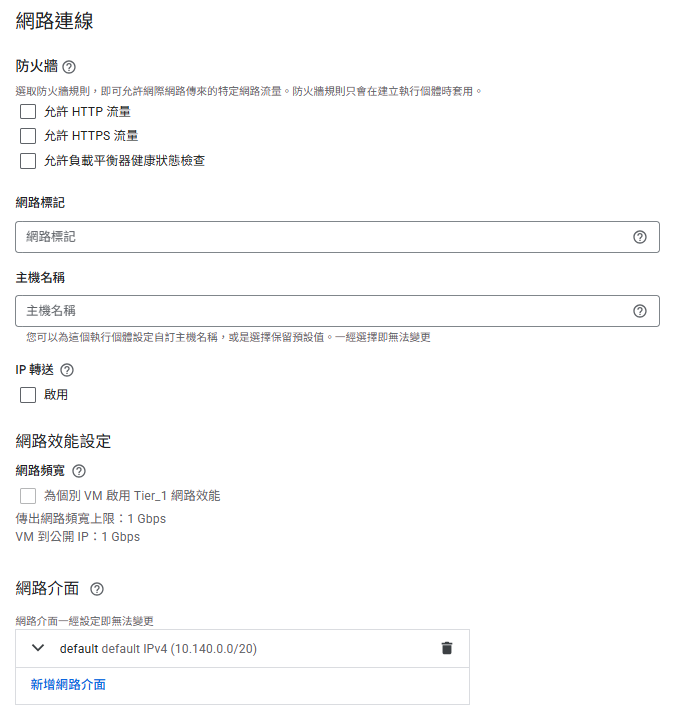 網路連線
防火牆
選取防火牆規則，即可允許網際網路傳來的特定網路流量。防火牆規則只會在建立執行個體時套用。
允許 HTTP 流量
允許 HTTPS 流量
允許負載平衡器健康狀態檢查
網路標記
網路標記
主機名稱
主機名稱
您可以為這個執行個體設定自訂主機名稱，或是選擇保留預設值。一經選擇即無法變更
IP 轉送
啟用
網路效能設定
網路頻寬
為個別 VM 啟用 Tier_1 網路效能
傳出網路頻寬上限：1 Gbps
VM 到公開 IP：1 Gbps
網路介面
網路介面一經設定即無法變更
default default IPv4 (10.140.0.0/20)
新增網路介面